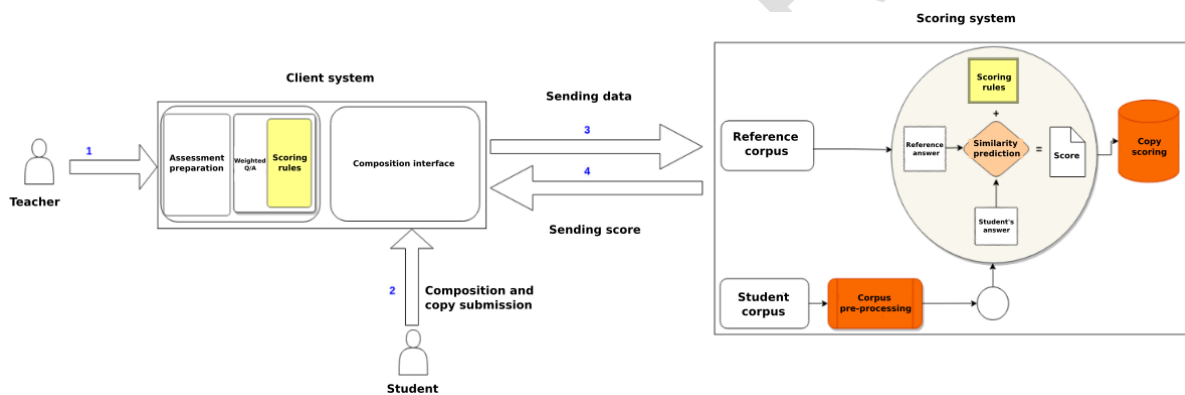 Scoring system
Client system
Sending data
1
Teacher
Assessment
preparation
Weighted
Q/A
Scoring
rules
Composition interface
3
4
Sending score
2
Composition and
copy submission
Student
Reference
corpus
Scoring
rules
+
Reference
answer
Similarity
prediction
=
Score
Copy
scoring
Student's
answer
Student
corpus
Corpus
pre-processing